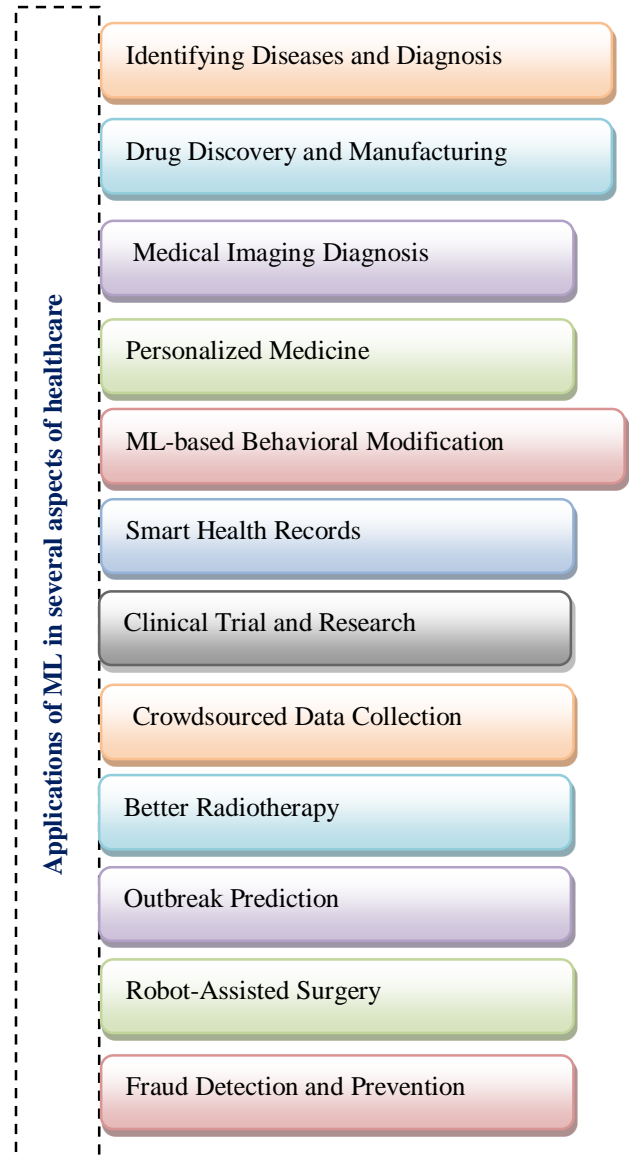 Applications of ML in several aspects of healthcare
Identifying Diseases and Diagnosis
Drug Discovery and Manufacturing
Medical Imaging Diagnosis
Personalized Medicine
ML-based Behavioral Modification
Smart Health Records
Clinical Trial and Research
Crowdsourced Data Collection
Better Radiotherapy
Outbreak Prediction
Robot-Assisted Surgery
Fraud Detection and Prevention